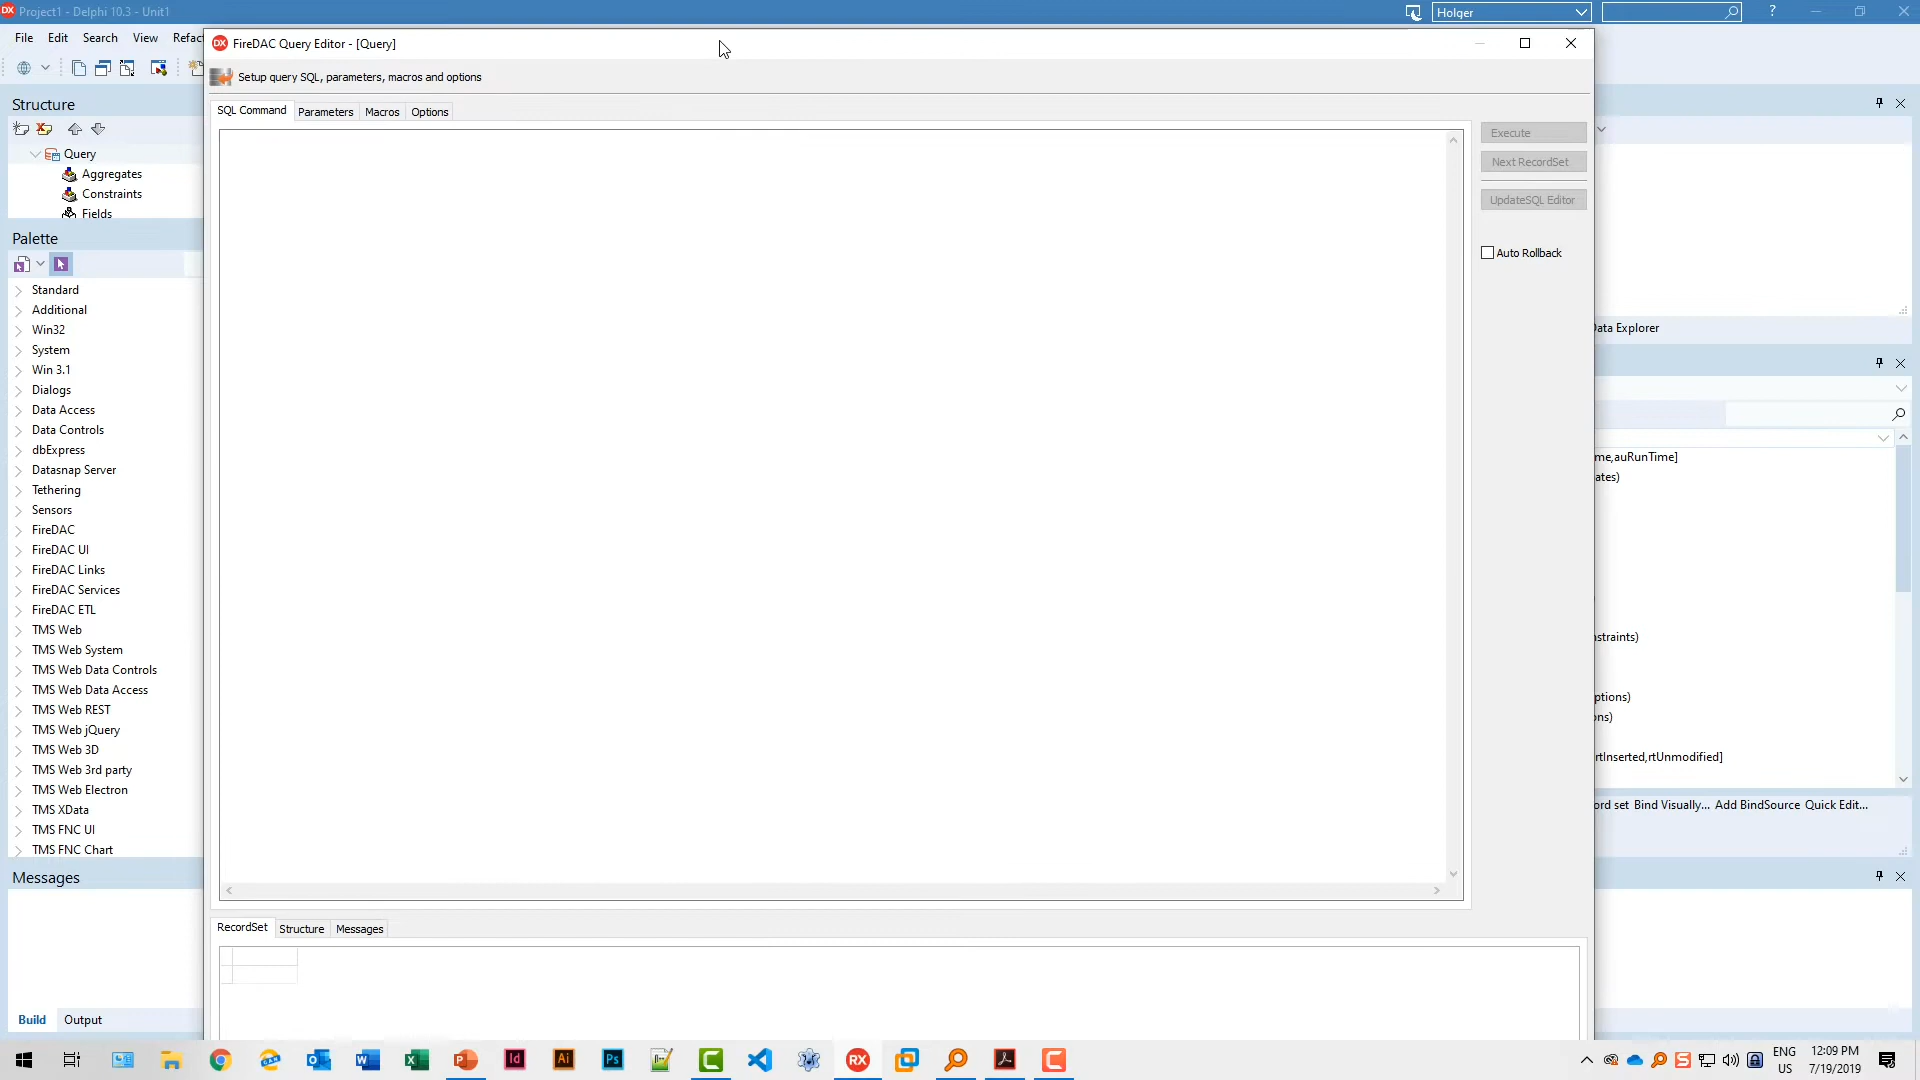 Project1 - Delphi 10.3 - Unit1
Holger
?
File Edit Search View Refac
FireDAC Query Editor - [Query]
Setup query SQL, parameters, macros and options
SQL Command Parameters Macros Options
Execute
Next RecordSet
UpdateSQL Editor
Auto Rollback
Structure
Query
Aggregates
Constraints
Fields
Palette
Standard
Additional
Win32
System
Win 3.1
Dialogs
Data Access
Data Controls
dbExpress
Datasnap Server
Tethering
Sensors
FireDAC
FireDAC UI
FireDAC Links
FireDAC Services
FireDAC ETL
TMS Web
TMS Web System
TMS Web Data Controls
TMS Web Data Access
TMS Web REST
TMS Web jQuery
TMS Web 3D
TMS Web 3rd party
TMS Web Electron
TMS XData
TMS FNC UI
TMS FNC Chart
Messages
Build Output
RecordSet Structure Messages
Data Explorer
me,auRunTime]
ates)
straints)
ptions)
ns)
rtInserted,rtUnmodified]
ord set Bind Visually... Add BindSource Quick Edit...
ENG
US
12:09 PM
7/19/2019